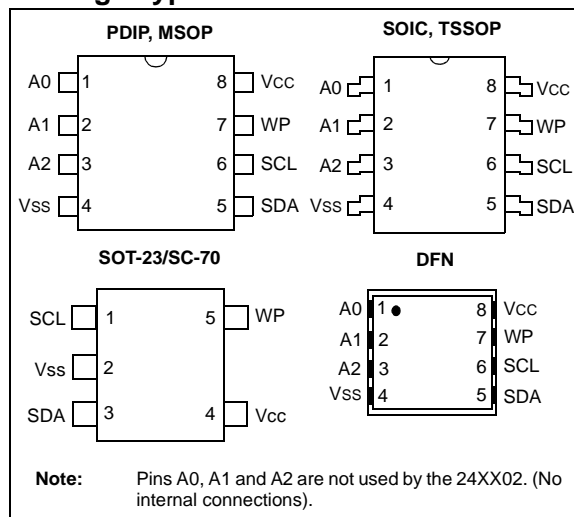 PDIP, MSOP
A0 1 8 VCC
A1 2 7 WP
A2 3 6 SCL
VSS 4 5 SDA
SOIC, TSSOP
A0 1 8 VCC
A1 2 7 WP
A2 3 6 SCL
VSS 4 5 SDA
SOT-23/SC-70
SCL 1 5 WP
Vss 2
SDA 3 4 Vcc
DFN
A0 1 8 VCC
A1 2 7 WP
A2 3 6 SCL
VSS 4 5 SDA
Note: Pins A0, A1 and A2 are not used by the 24XX02. (No
internal connections).